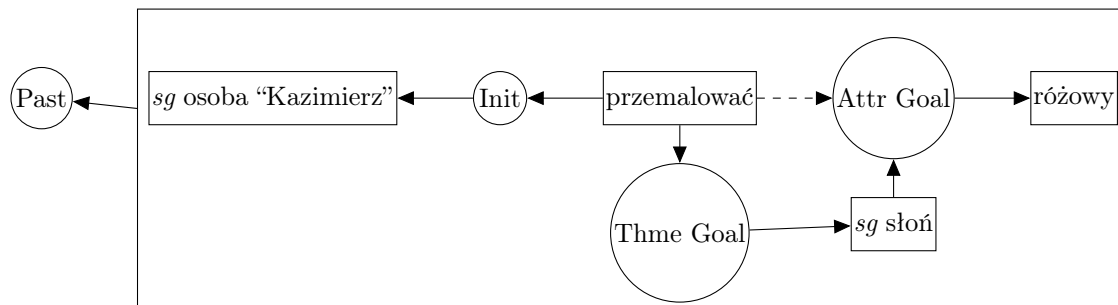 Past
sg osoba “Kazimierz”
Init
przemalować
Attr Goal
różowy
Thme Goal
sg słoń